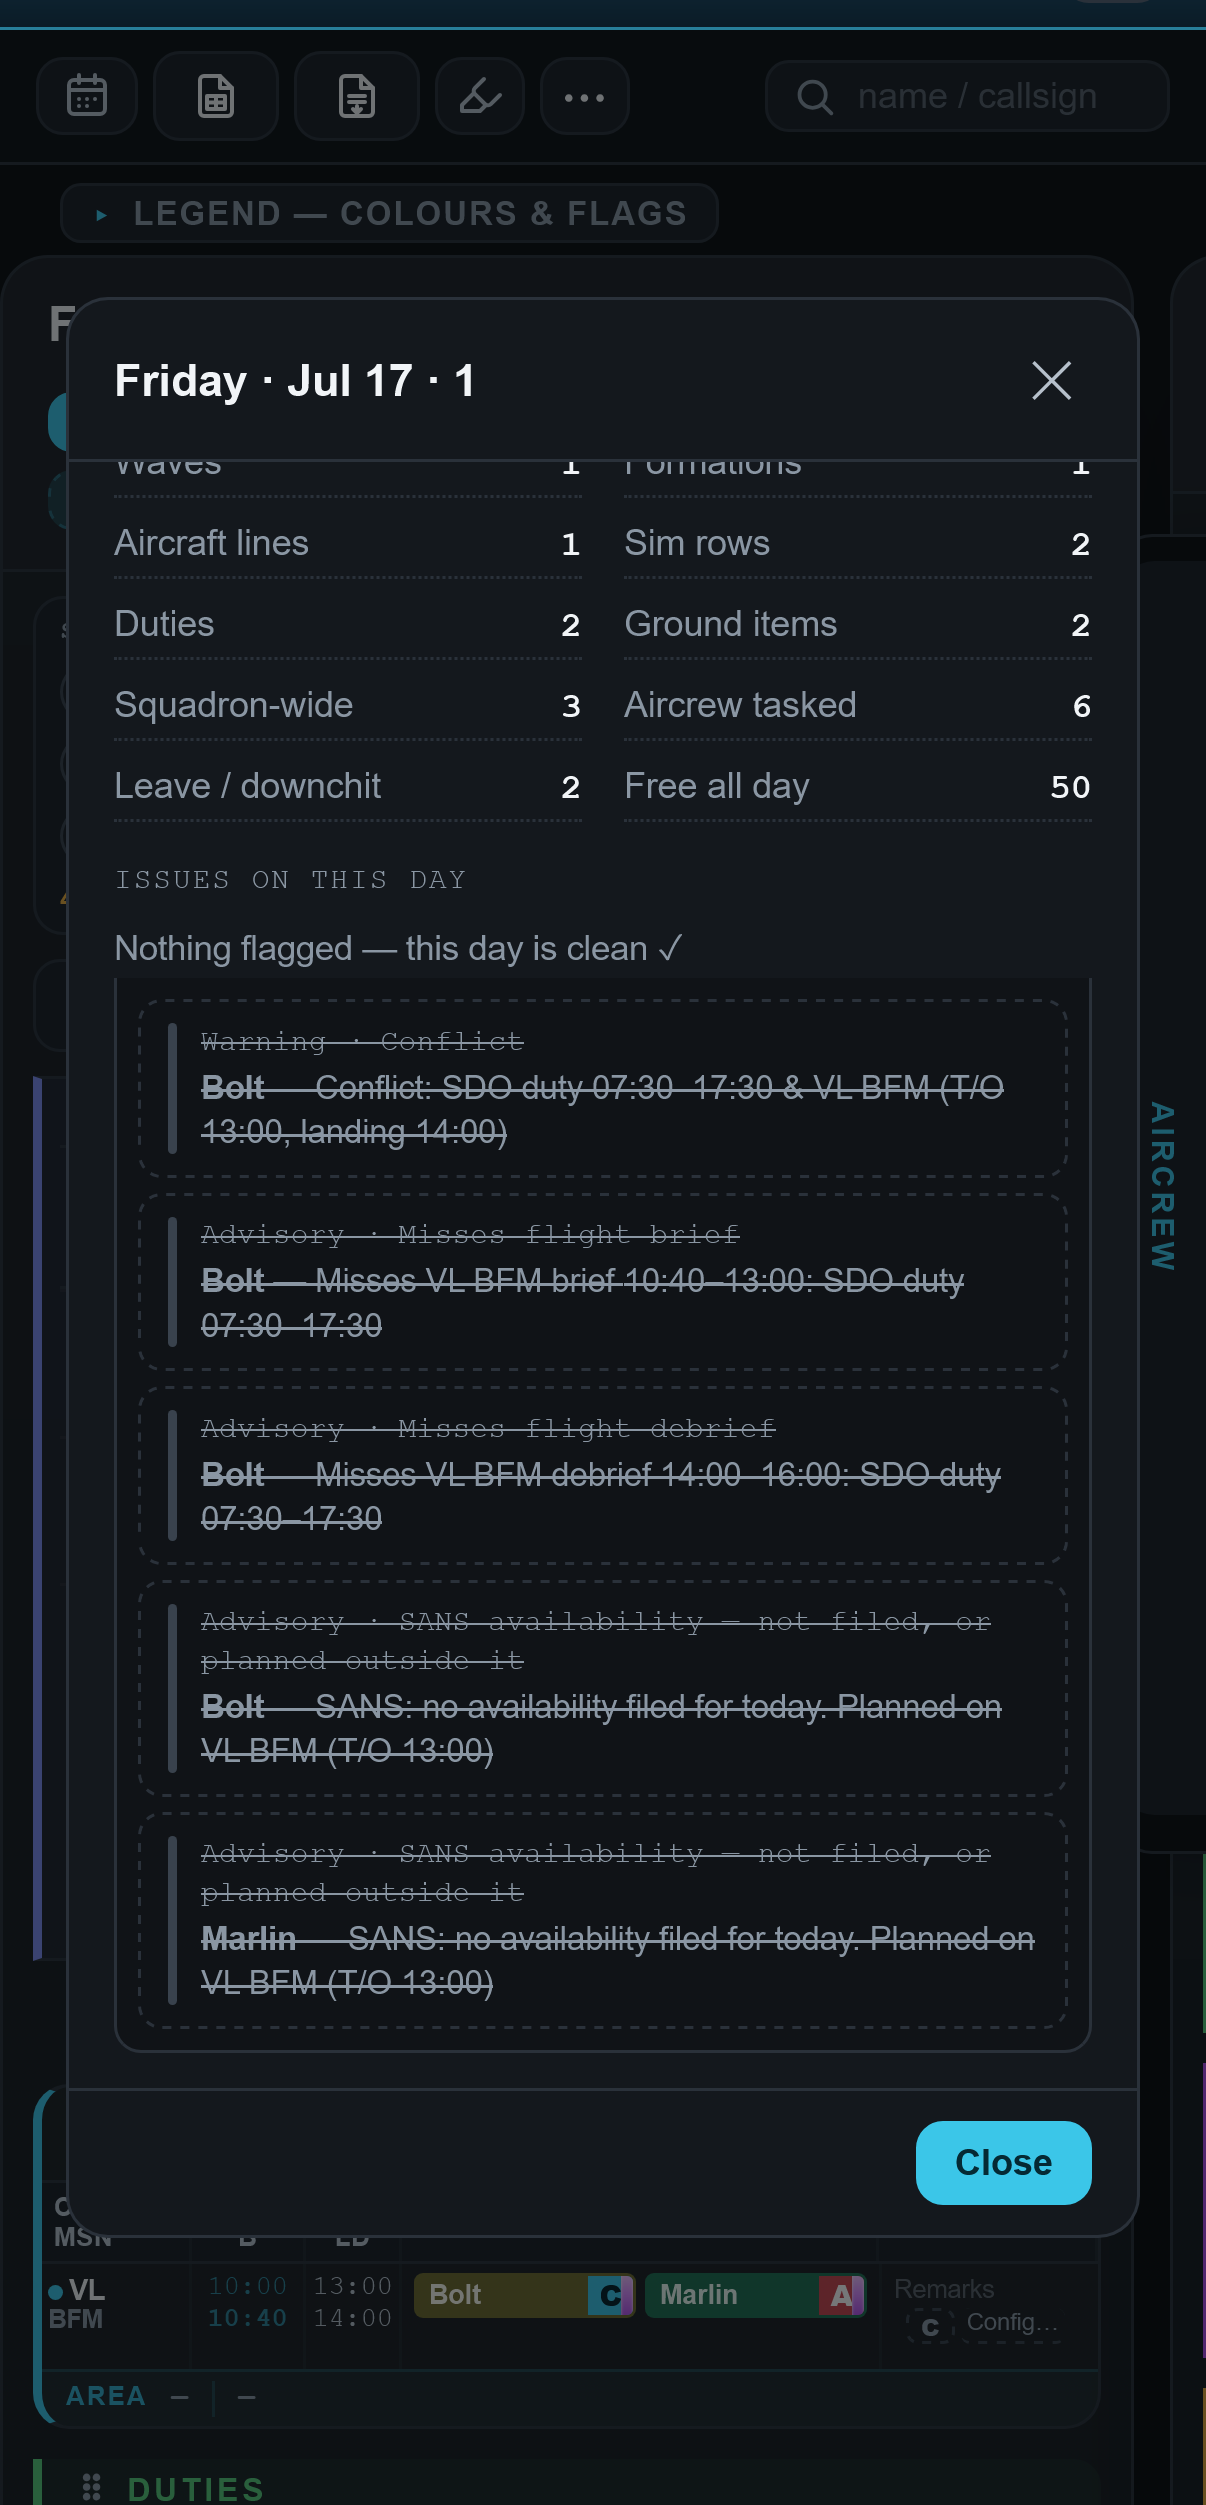 name / callsign
LEGEND — COLOURS & FLAGS
F
Friday · Jul 17 · 1
Waves 1 Formations 1
Aircraft lines 1 Sim rows 2
Duties 2 Ground items 2
Squadron-wide 3 Aircrew tasked 6
Leave / downchit 2 Free all day 50
ISSUES ON THIS DAY
Nothing flagged — this day is clean ✓
Warning · Conflict
Bolt — Conflict: SDO duty 07:30–17:30 & VL BFM (T/O
13:00, landing 14:00)
Advisory · Misses flight brief
Bolt — Misses VL BFM brief 10:40–13:00: SDO duty
07:30–17:30
Advisory · Misses flight debrief
Bolt — Misses VL BFM debrief 14:00–16:00: SDO duty
07:30–17:30
Advisory · SANS availability — not filed, or
planned outside it
Bolt — SANS: no availability filed for today. Planned on
VL BFM (T/O 13:00)
Advisory · SANS availability — not filed, or
planned outside it
Marlin — SANS: no availability filed for today. Planned on
VL BFM (T/O 13:00)
AIRCREW
Close
MSN
VL 10:00 13:00 Bolt C Marlin A Remarks
BFM 10:40 14:00 C Config...
AREA – –
DUTIES